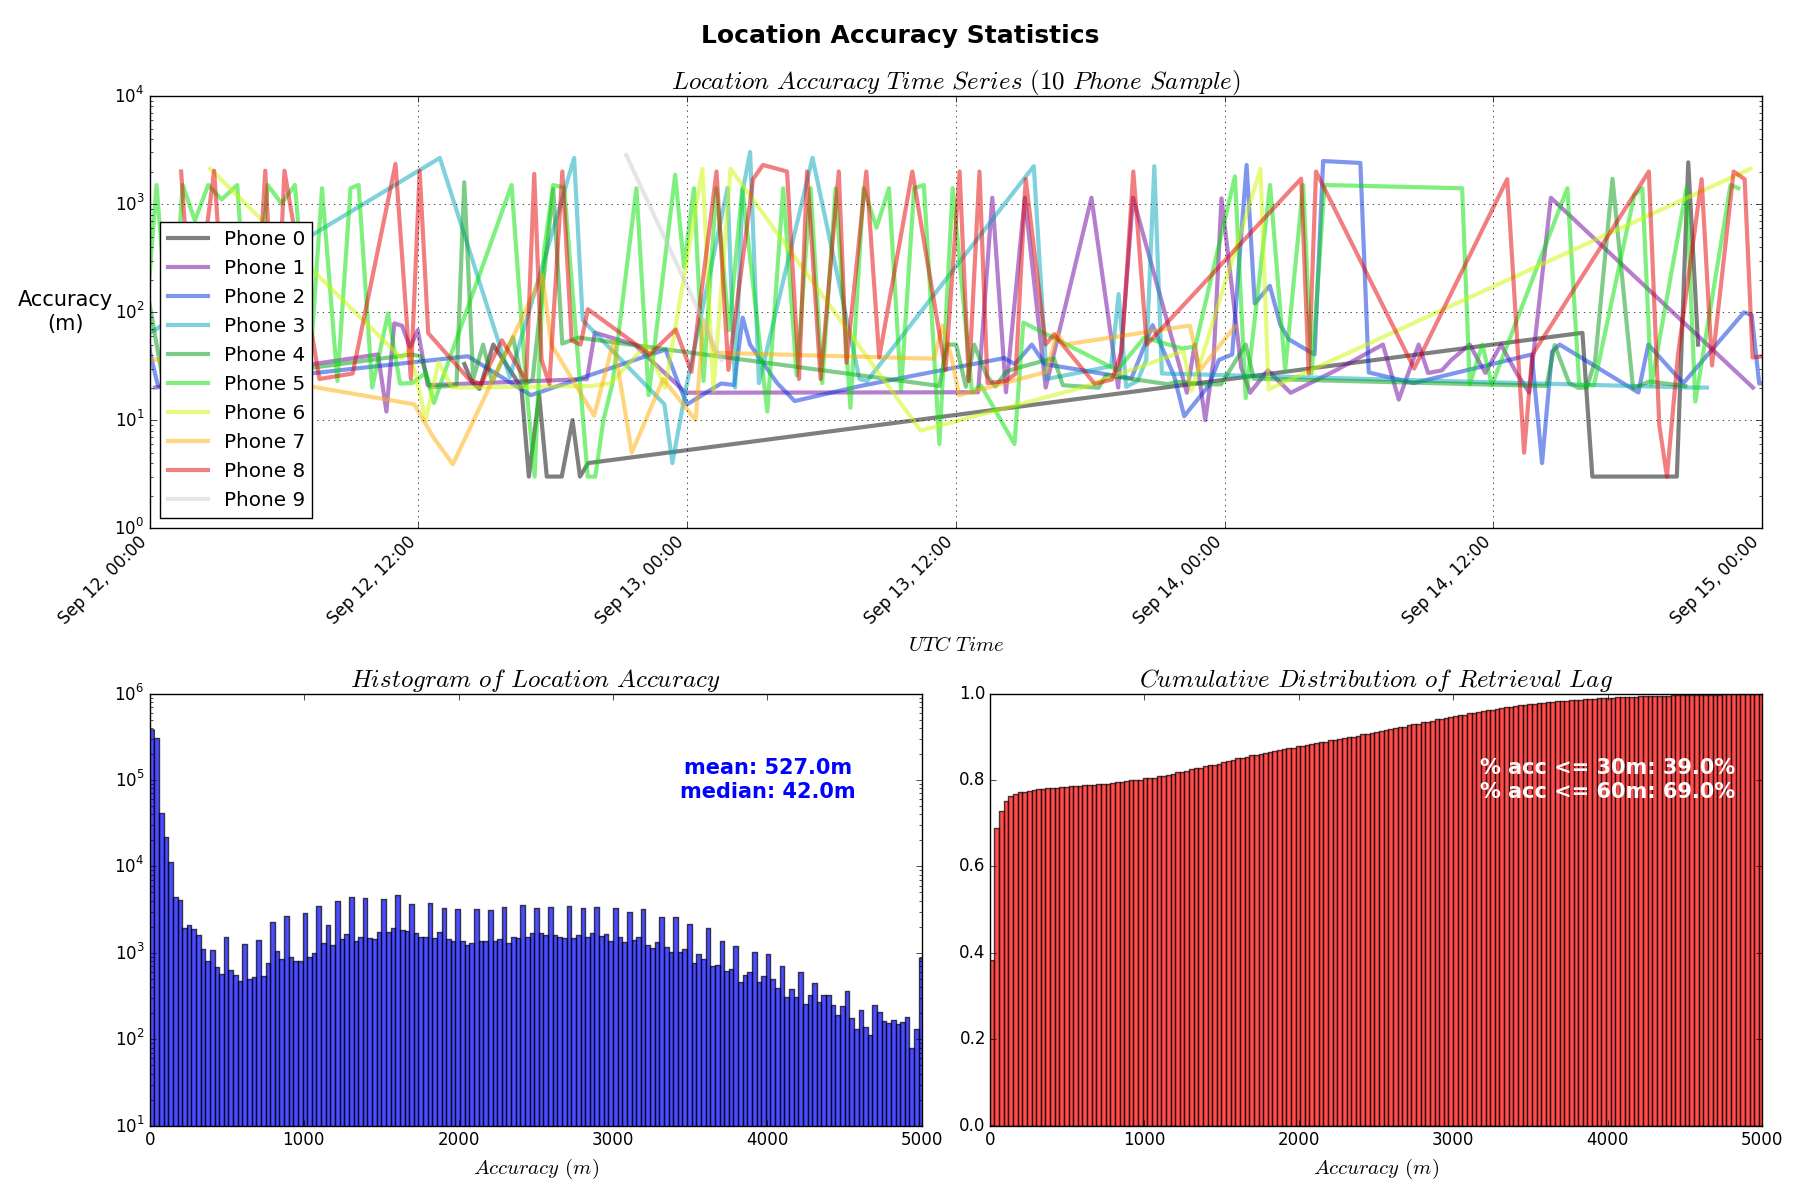 Location Accuracy Statistics
Location Accuracy Time Series (10 Phone Sample)
10^4
10^3
10^2
10^1
10^0
Accuracy
(m)
Phone 0
Phone 1
Phone 2
Phone 3
Phone 4
Phone 5
Phone 6
Phone 7
Phone 8
Phone 9
Sep 12, 00:00
Sep 12, 12:00
Sep 13, 00:00
Sep 13, 12:00
Sep 14, 00:00
Sep 14, 12:00
Sep 15, 00:00
UTC Time
Histogram of Location Accuracy
10^6
10^5
10^4
10^3
10^2
10^1
mean: 527.0m
median: 42.0m
0 1000 2000 3000 4000 5000
Accuracy (m)
Cumulative Distribution of Retrieval Lag
1.0
0.8
0.6
0.4
0.2
0.0
% acc <= 30m: 39.0%
% acc <= 60m: 69.0%
0 1000 2000 3000 4000 5000
Accuracy (m)